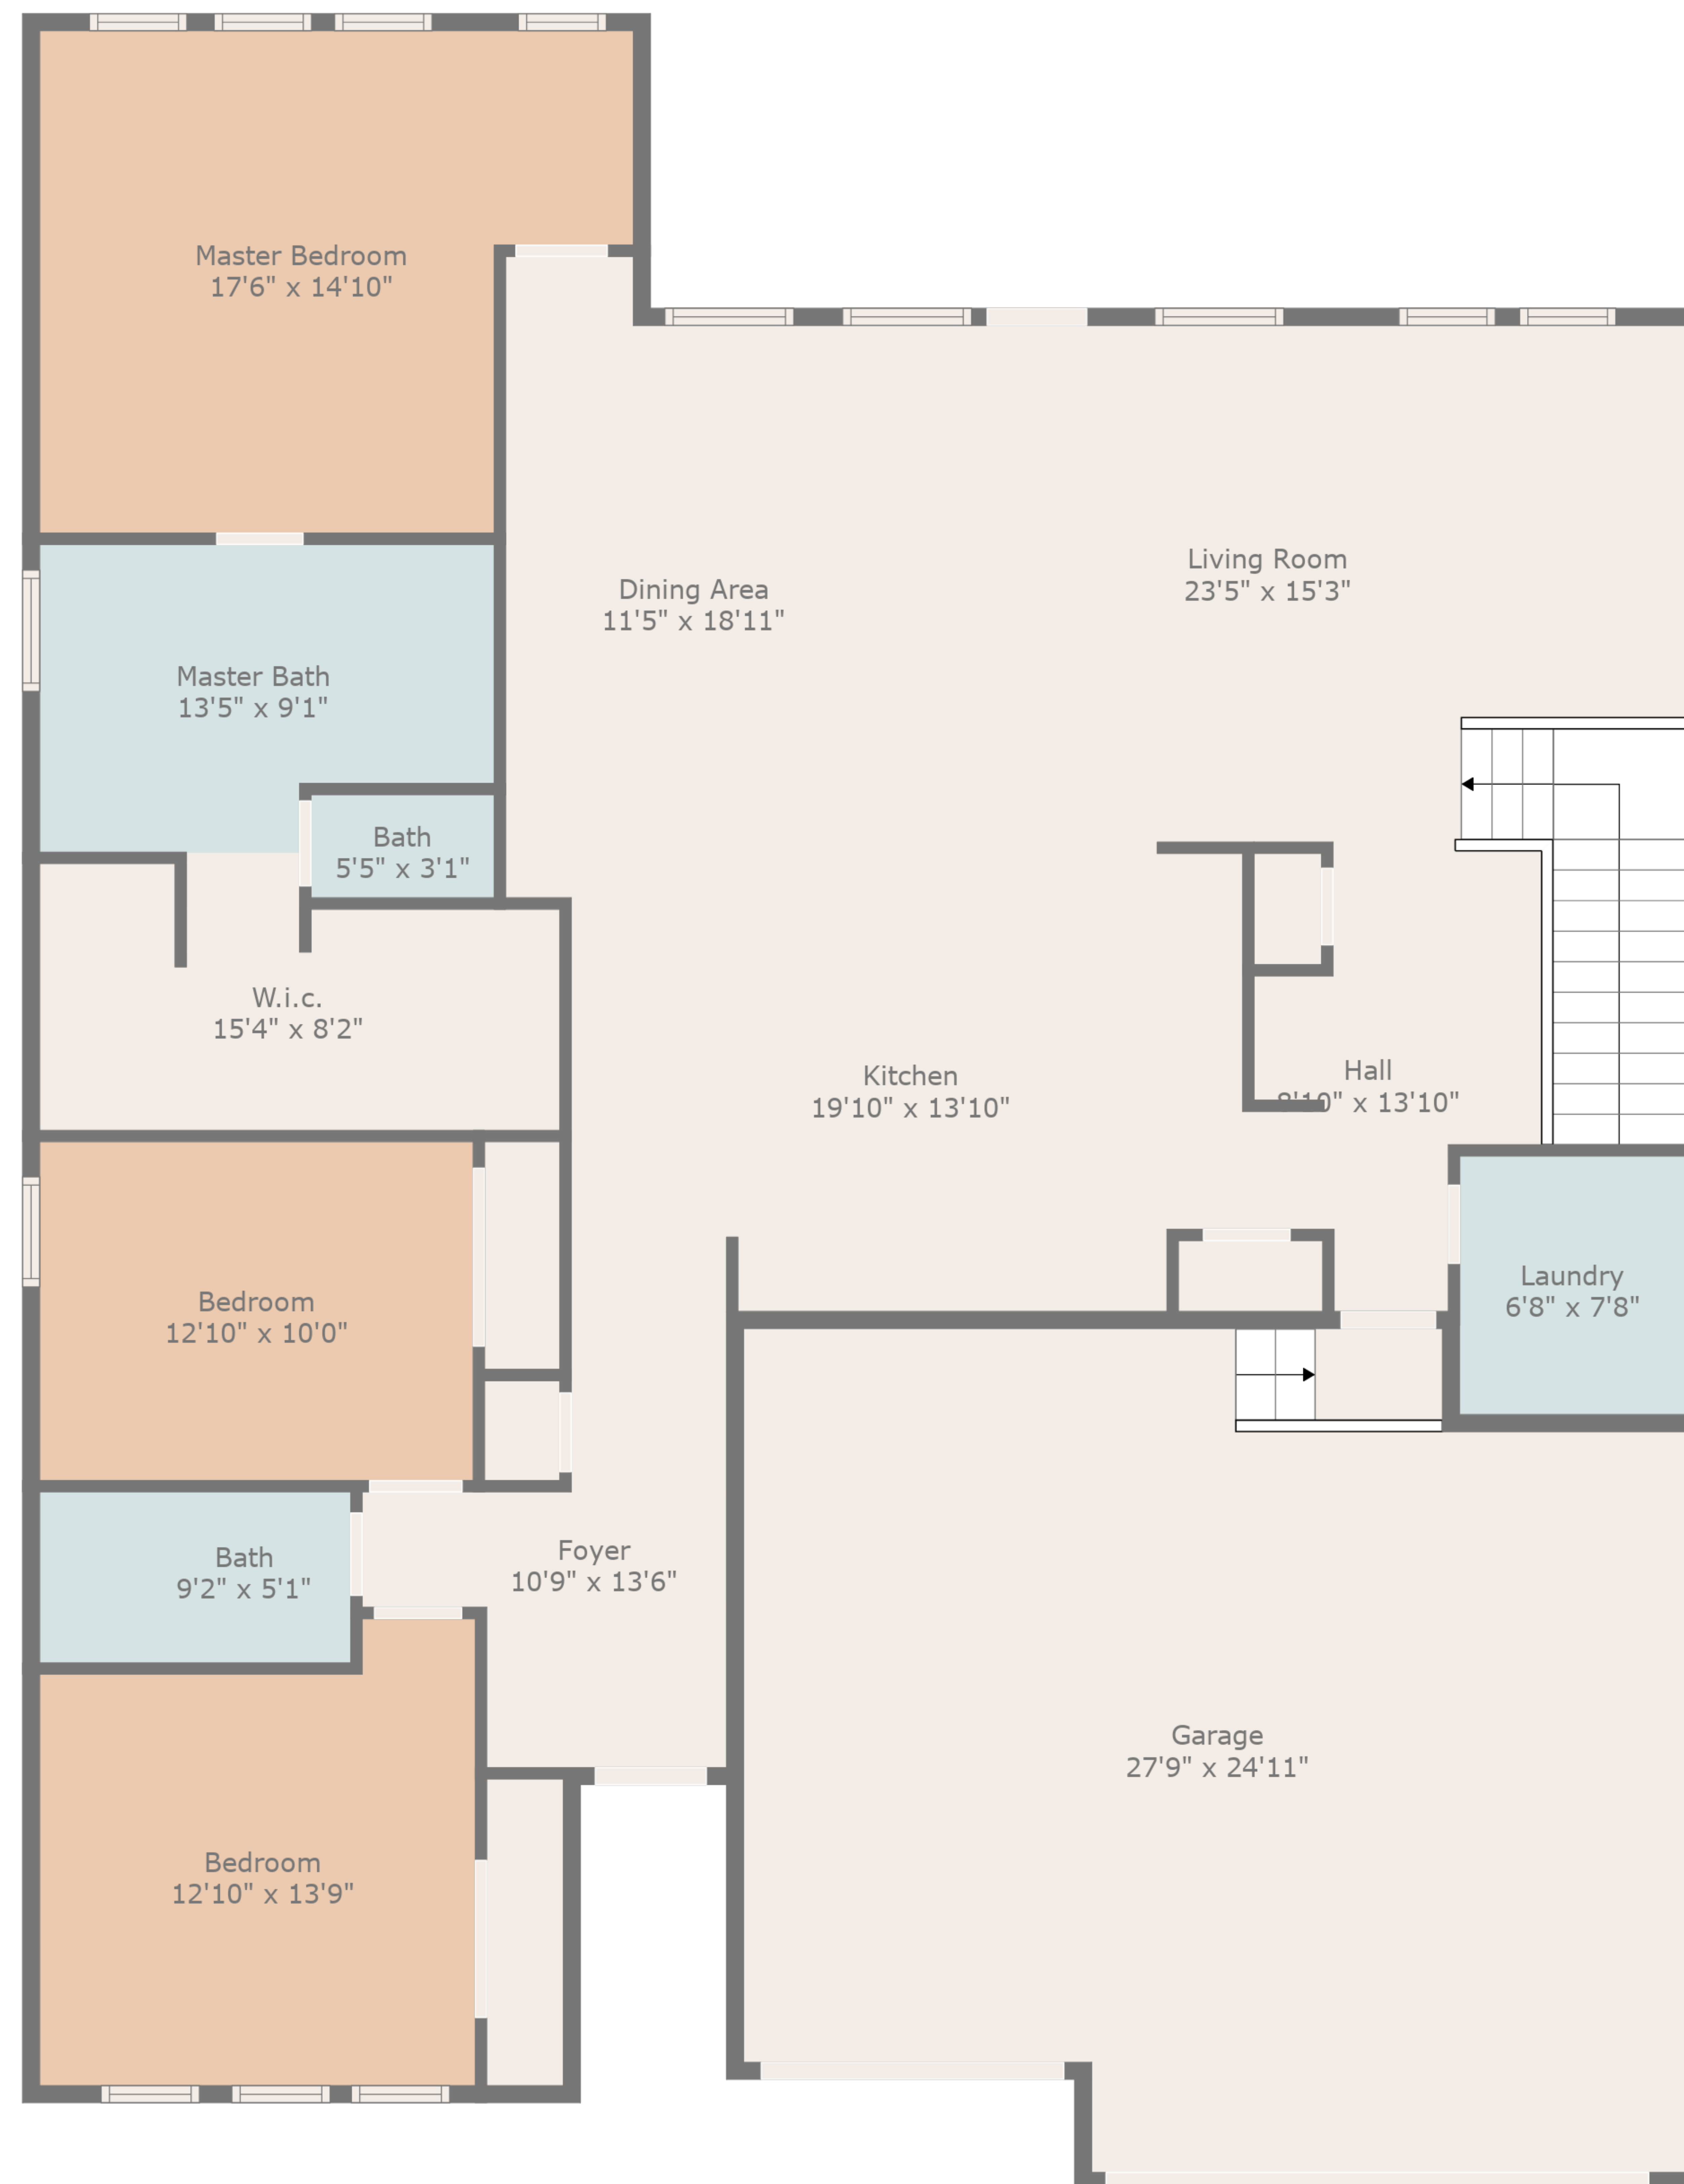 Master Bedroom
17'6" x 14'10"
Living Room
23'5" x 15'3"
Dining Area
11'5" x 18'11"
Master Bath
13'5" x 9'1"
Bath
5'5" x 3'1"
W.i.c.
15'4" x 8'2"
Kitchen
19'10" x 13'10"
Hall
8'10" x 13'10"
Laundry
6'8" x 7'8"
Bedroom
12'10" x 10'0"
Foyer
10'9" x 13'6"
Bath
9'2" x 5'1"
Garage
27'9" x 24'11"
Bedroom
12'10" x 13'9"